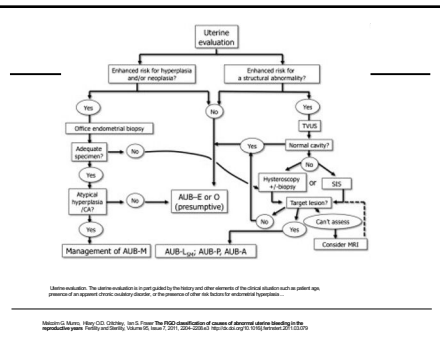 Uterine
evaluation
Enhanced risk for hyperplasia
and/or neoplasia?
Enhanced risk for
a structural abnormality?
Yes
No
Yes
Office endometrial biopsy
TVUS
Adequate
specimen?
No
Yes
Normal cavity?
Yes
No
Atypical
hyperplasia
/CA?
No
AUB–E or O
(presumptive)
Hysteroscopy
+/-biopsy
or
SIS
Target lesion?
No
Yes
Can't assess
Yes
Management of AUB-M
AUB-LSM; AUB-P, AUB-A
Consider MRI
Uterine evaluation. The uterine evaluation is in part guided by the history and other elements of the clinical situation such as patient age,
presence of an apparent chronic ovulatory disorder, or the presence of other risk factors for endometrial hyperplasia...
Malcolm G. Munro, Hilary O.D. Critchley, Ian S. Fraser The FIGO classification of causes of abnormal uterine bleeding in the
reproductive years Fertility and Sterility, Volume 95, Issue 7, 2011, 2204–2208.e3 http://dx.doi.org/10.1016/j.fertnstert.2011.03.079